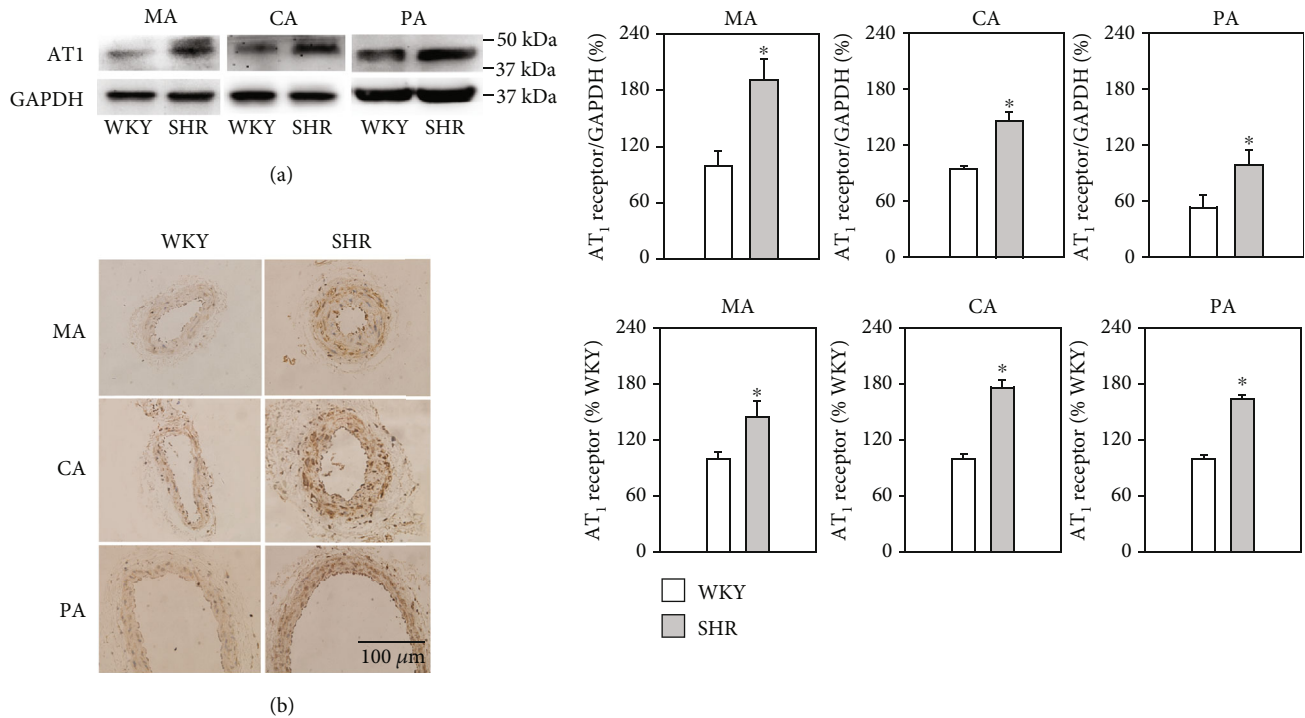 MA CA PA
AT1
GAPDH
50 kDa
37 kDa
37 kDa
WKY SHR WKY SHR WKY SHR
(a)
MA
AT₁ receptor/GAPDH (%)
240
180
120
60
0
*
CA
AT₁ receptor/GAPDH (%)
240
180
120
60
0
*
PA
AT₁ receptor/GAPDH (%)
240
180
120
60
0
*
WKY SHR
MA
CA
PA
100 μm
(b)
MA
AT₁ receptor (% WKY)
240
180
120
60
0
*
CA
AT₁ receptor (% WKY)
240
180
120
60
0
*
PA
AT₁ receptor (% WKY)
240
180
120
60
0
*
WKY
SHR